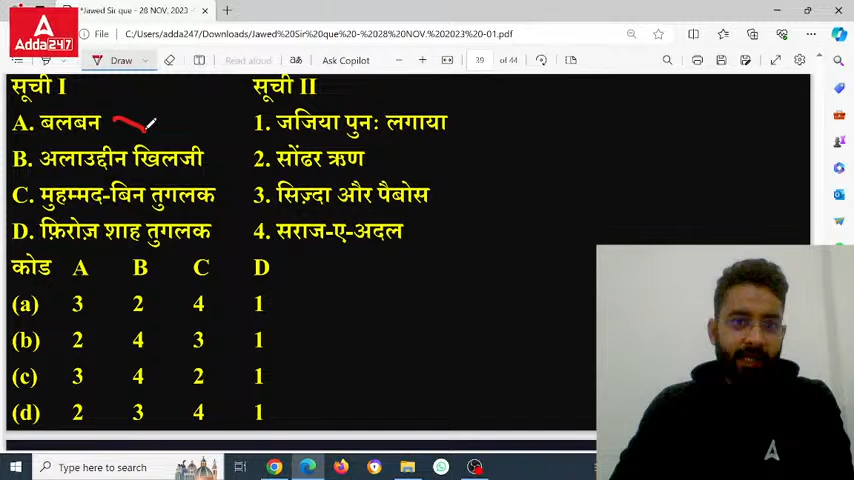 Javed Sir que - 28 NOV. 2023
File C:/Users/adda247/Downloads/Jawed%20Sir%20que%20-%2028%20NOV.%202023%20-01.pdf
Adda247
Draw Read aloud Ask Copilot 39 of 44
सूची I सूची II
A. बलबन 1. जजिया पुनः लगाया
B. अलाउद्दीन खिलजी 2. सोंढर ऋण
C. मुहम्मद-बिन तुगलक 3. सिज़्दा और पैबोस
D. फ़िरोज़ शाह तुगलक 4. सराज-ए-अदल
कोड A B C D
(a) 3 2 4 1
(b) 2 4 3 1
(c) 3 4 2 1
(d) 2 3 4 1
Type here to search